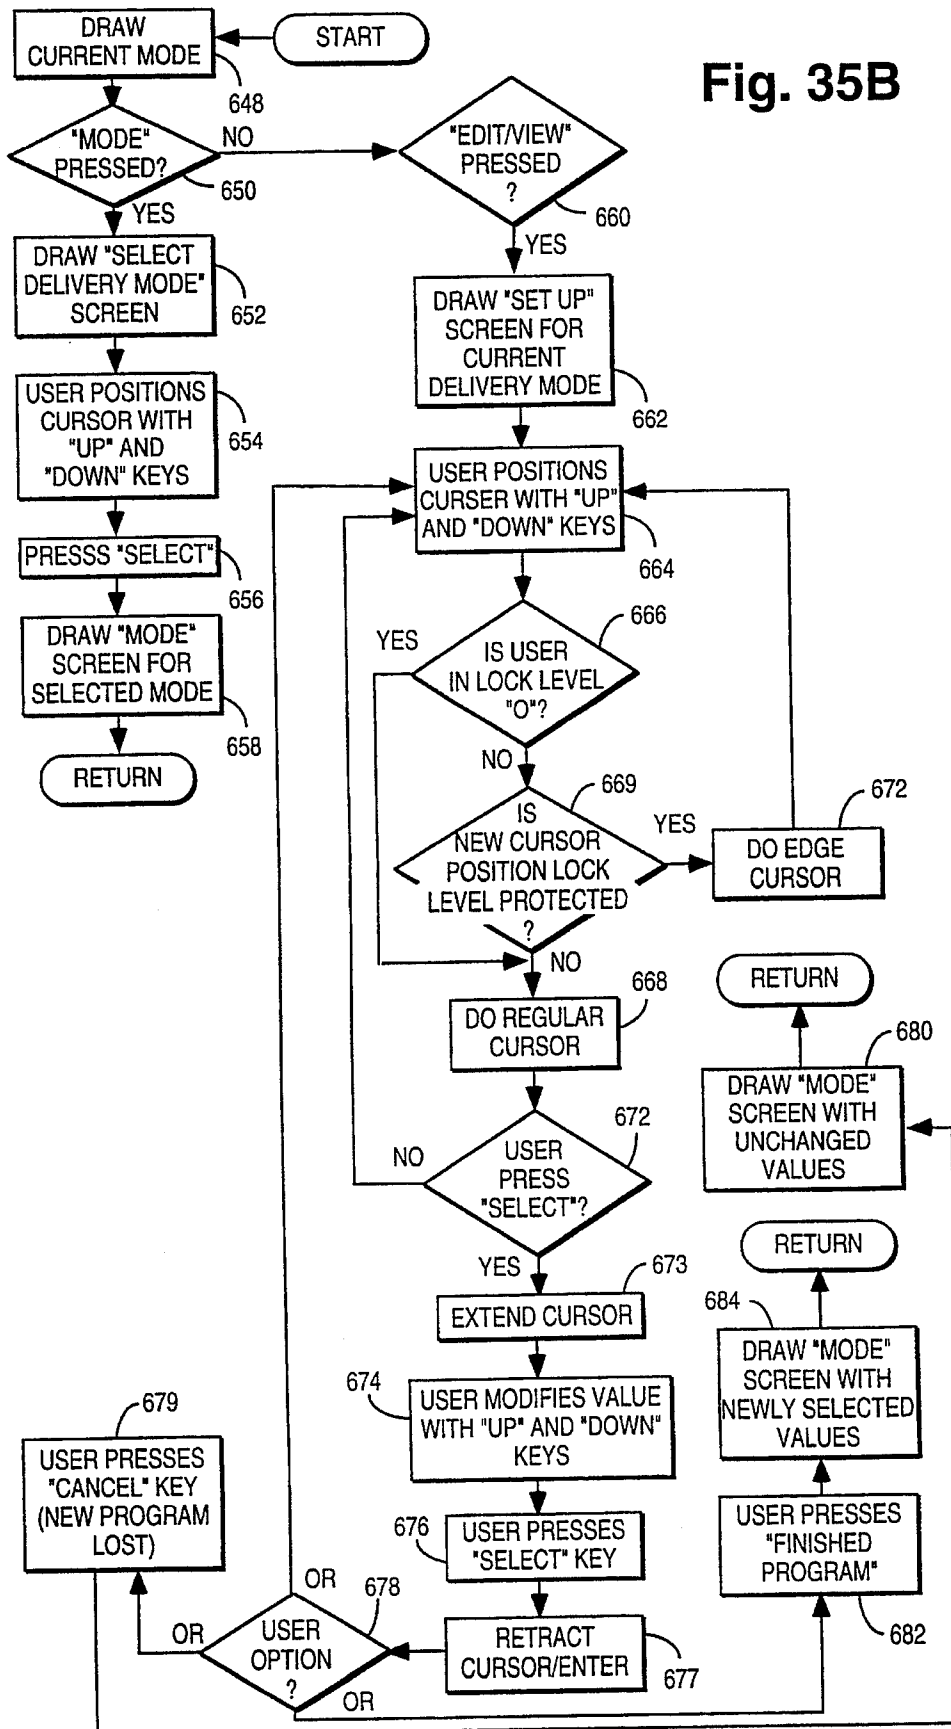 DRAW
CURRENT MODE
START
648
Fig. 35B
"MODE"
PRESSED?
NO
650
YES
"EDIT/VIEW"
PRESSED
?
660
YES
DRAW "SELECT
DELIVERY MODE"
SCREEN
652
USER POSITIONS
CURSOR WITH
"UP" AND
"DOWN" KEYS
654
PRESSS "SELECT"
656
DRAW "MODE"
SCREEN FOR
SELECTED MODE
658
RETURN
DRAW "SET UP"
SCREEN FOR
CURRENT
DELIVERY MODE
662
USER POSITIONS
CURSER WITH "UP"
AND "DOWN" KEYS
664
666
YES
IS USER
IN LOCK LEVEL
"O"?
NO
669
IS
NEW CURSOR
POSITION LOCK
LEVEL PROTECTED
?
YES
672
DO EDGE
CURSOR
NO
668
DO REGULAR
CURSOR
RETURN
680
DRAW "MODE"
SCREEN WITH
UNCHANGED
VALUES
672
NO
USER
PRESS
"SELECT"?
YES
673
EXTEND CURSOR
674
USER MODIFIES VALUE
WITH "UP" AND "DOWN"
KEYS
676
USER PRESSES
"SELECT" KEY
RETRACT
CURSOR/ENTER
677
678
USER
OPTION
?
OR
OR
OR
679
USER PRESSES
"CANCEL" KEY
(NEW PROGRAM
LOST)
RETURN
684
DRAW "MODE"
SCREEN WITH
NEWLY SELECTED
VALUES
USER PRESSES
"FINISHED
PROGRAM"
682